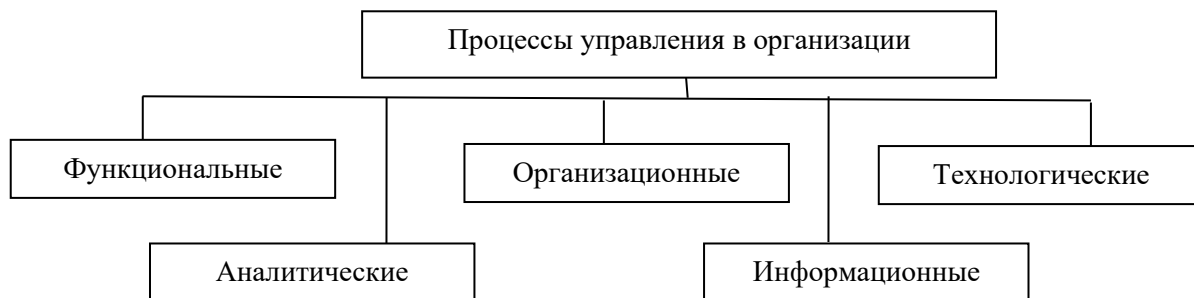 Процессы управления в организации
Функциональные
Организационные
Технологические
Аналитические
Информационные